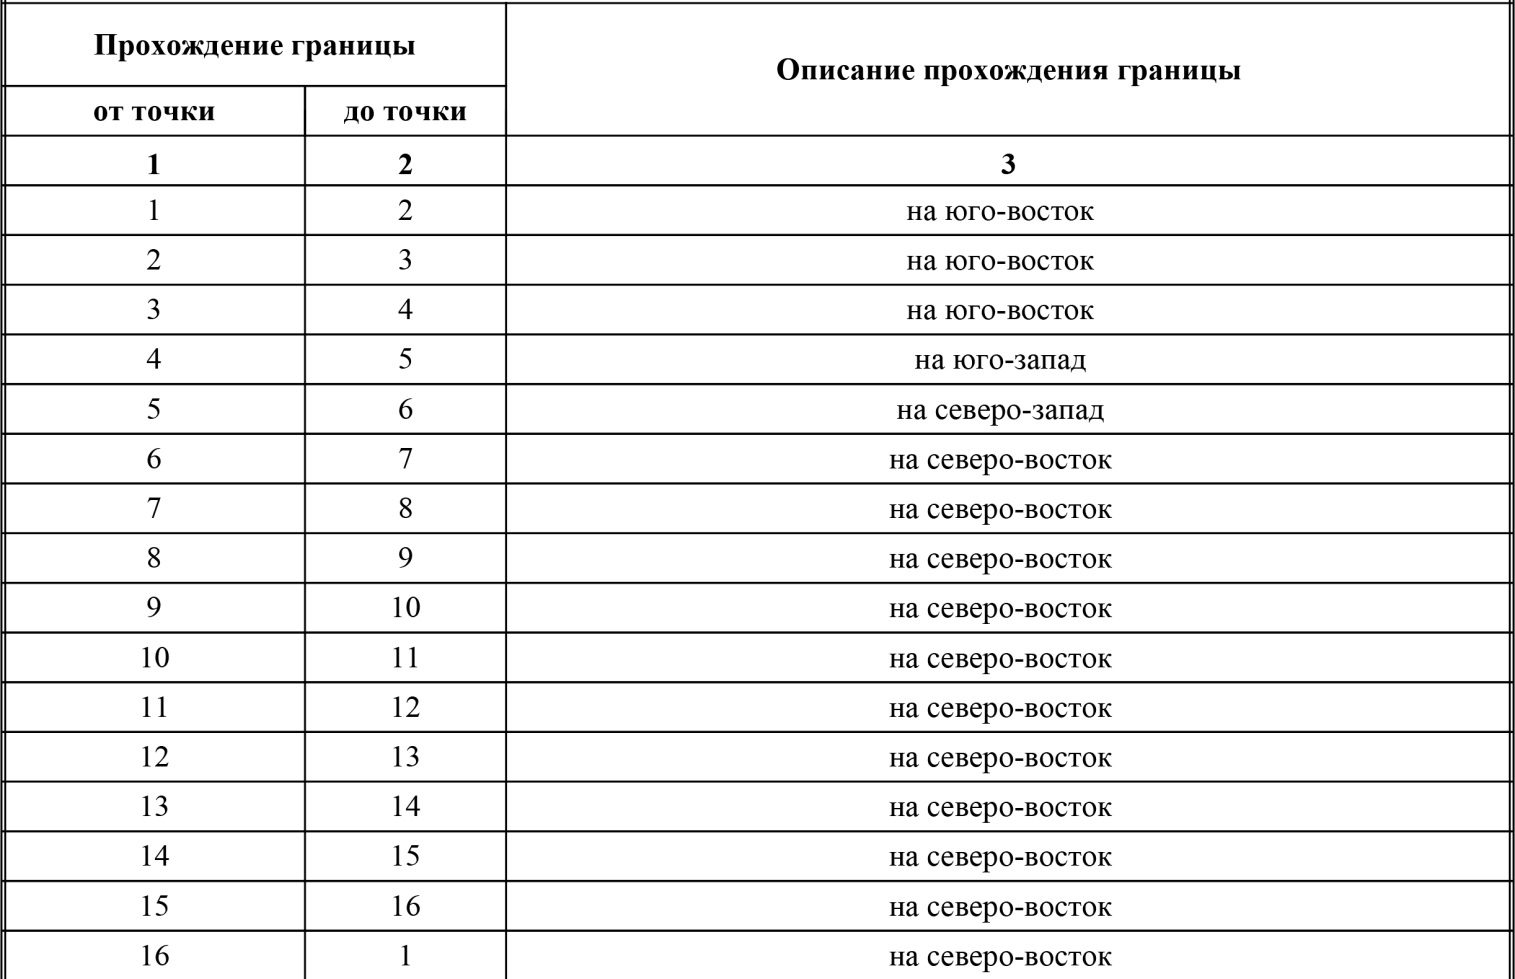 Прохождение границы
Описание прохождения границы
от точки до точки
1 2 3
1 2 на юго-восток
2 3 на юго-восток
3 4 на юго-восток
4 5 на юго-запад
5 6 на северо-запад
6 7 на северо-восток
7 8 на северо-восток
8 9 на северо-восток
9 10 на северо-восток
10 11 на северо-восток
11 12 на северо-восток
12 13 на северо-восток
13 14 на северо-восток
14 15 на северо-восток
15 16 на северо-восток
16 1 на северо-восток